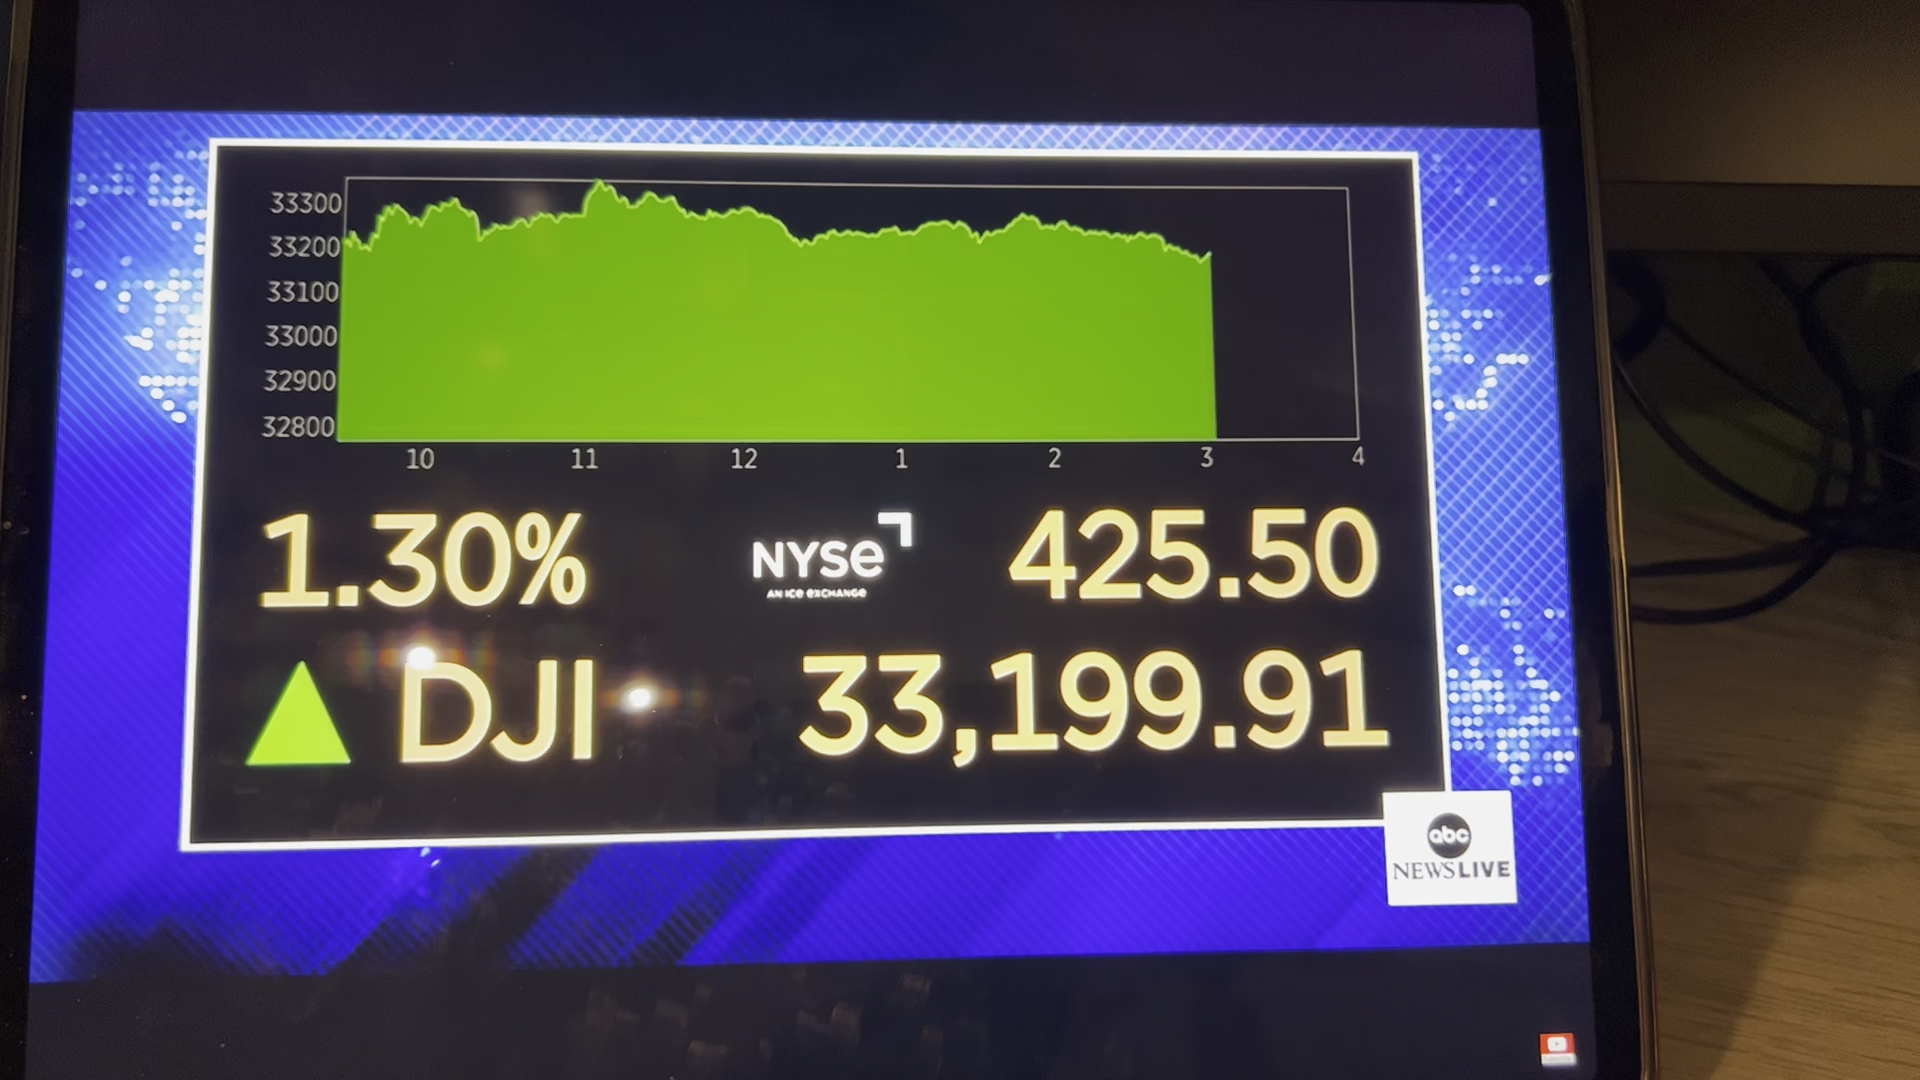 33300
33200
33100
33000
32900
32800
10 11 12 1 2 3 4
1.30% NYSE 425.50
AN ICE EXCHANGE
DJI 33,199.91
abc
NEWS LIVE